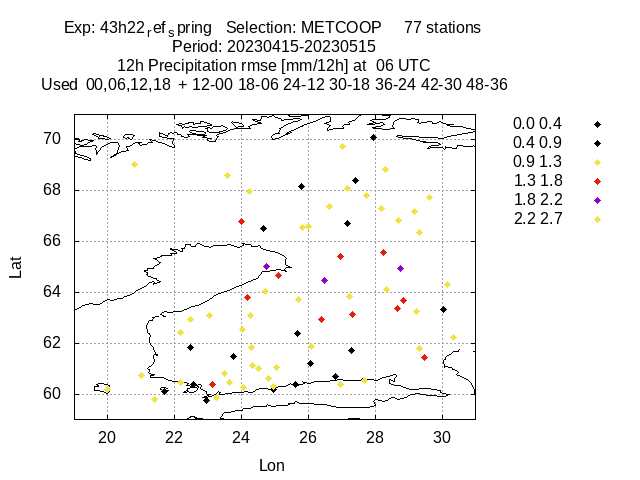 Exp: 43h22refspring Selection: METCOOP 77 stations
Period: 20230415-20230515
12h Precipitation rmse [mm/12h] at 06 UTC
Used 00,06,12,18 + 12-00 18-06 24-12 30-18 36-24 42-30 48-36
0.0 0.4
0.4 0.9
0.9 1.3
1.3 1.8
1.8 2.2
2.2 2.7
70
68
66
64
62
60
Lat
20 22 24 26 28 30
Lon